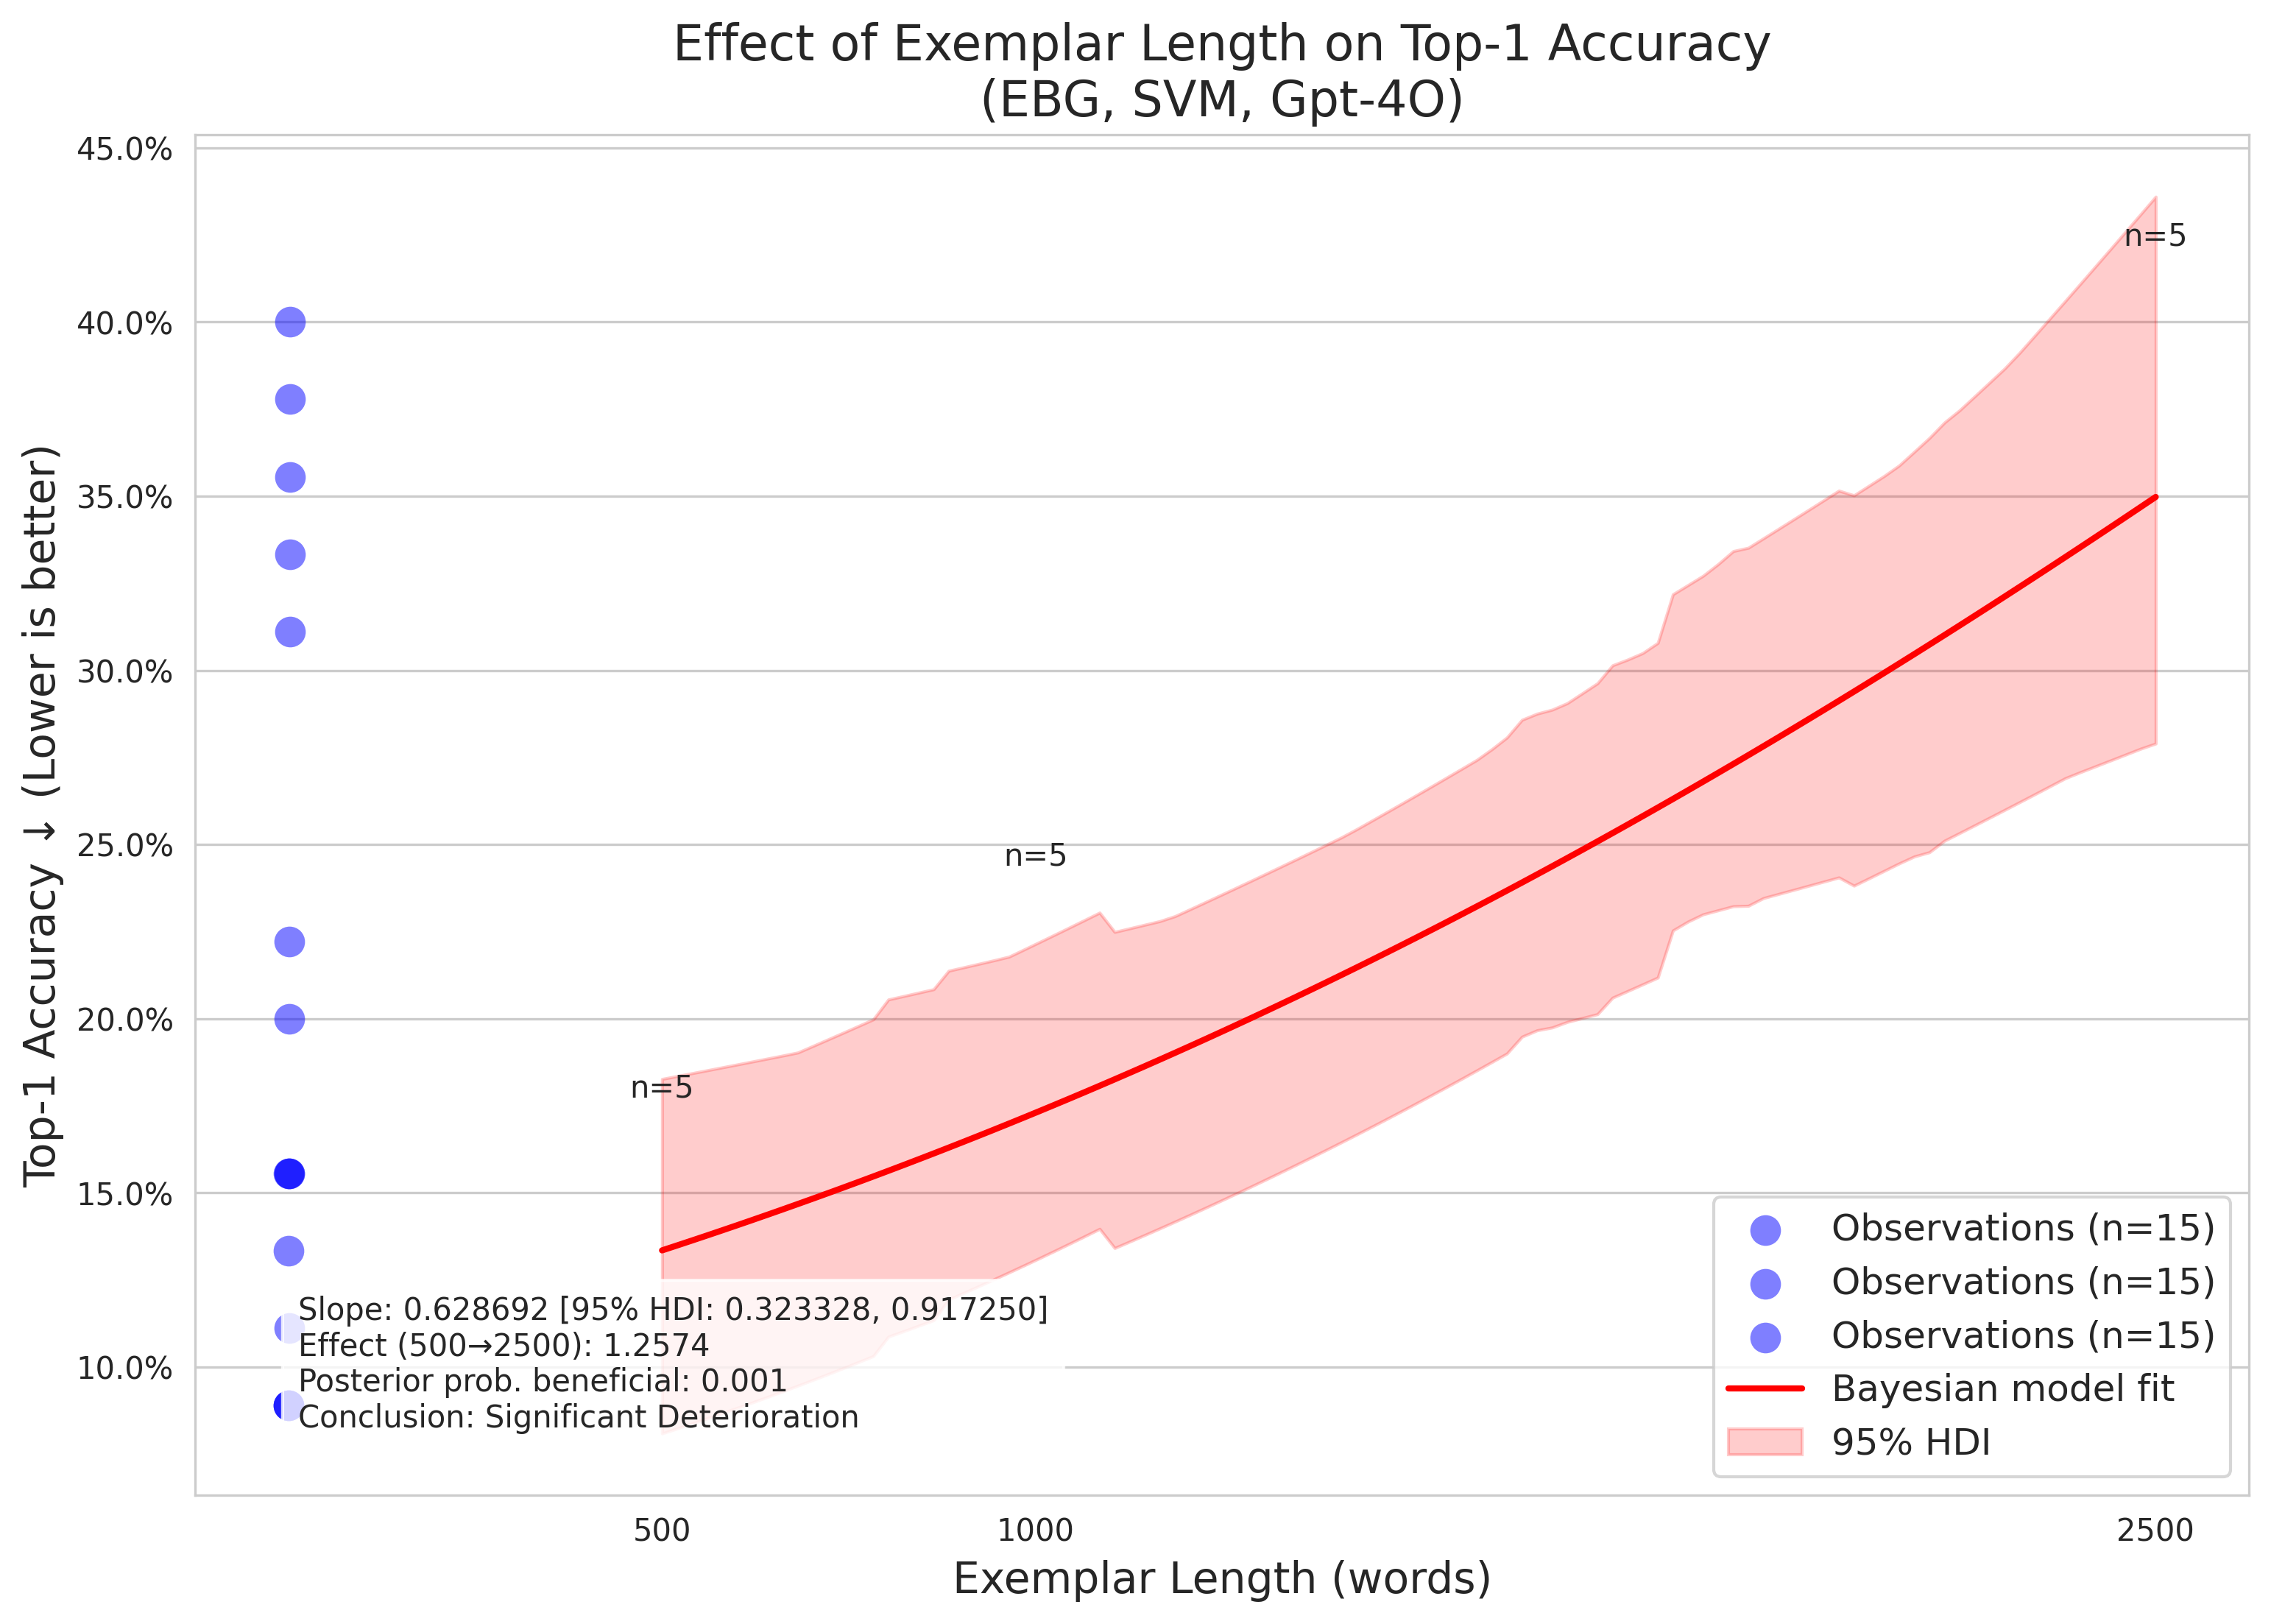 Effect of Exemplar Length on Top-1 Accuracy
(EBG, SVM, Gpt-4O)
Top-1 Accuracy ↓ (Lower is better)
45.0%
40.0%
35.0%
30.0%
25.0%
20.0%
15.0%
10.0%
n=5
n=5
n=5
Slope: 0.628692 [95% HDI: 0.323328, 0.917250]
Effect (500→2500): 1.2574
Posterior prob. beneficial: 0.001
Conclusion: Significant Deterioration
Observations (n=15)
Observations (n=15)
Observations (n=15)
Bayesian model fit
95% HDI
500
1000
2500
Exemplar Length (words)